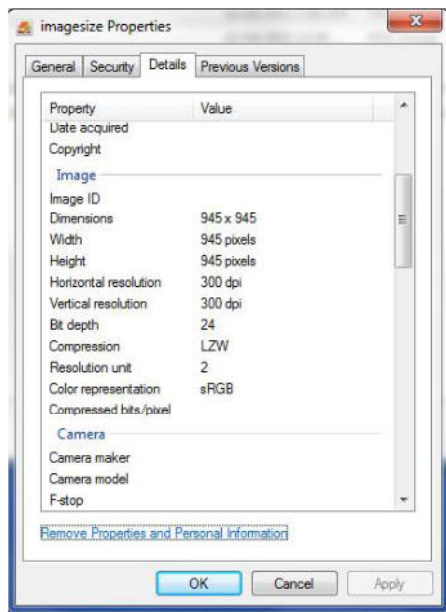 imagesize Properties
General Security Details Previous Versions
Property Value
Date acquired
Copyright
Image
Image ID
Dimensions 945 x 945
Width 945 pixels
Height 945 pixels
Horizontal resolution 300 dpi
Vertical resolution 300 dpi
Bit depth 24
Compression LZW
Resolution unit 2
Color representation sRGB
Compressed bits/pixel
Camera
Camera maker
Camera model
F-stop
Remove Properties and Personal Information
OK Cancel Apply